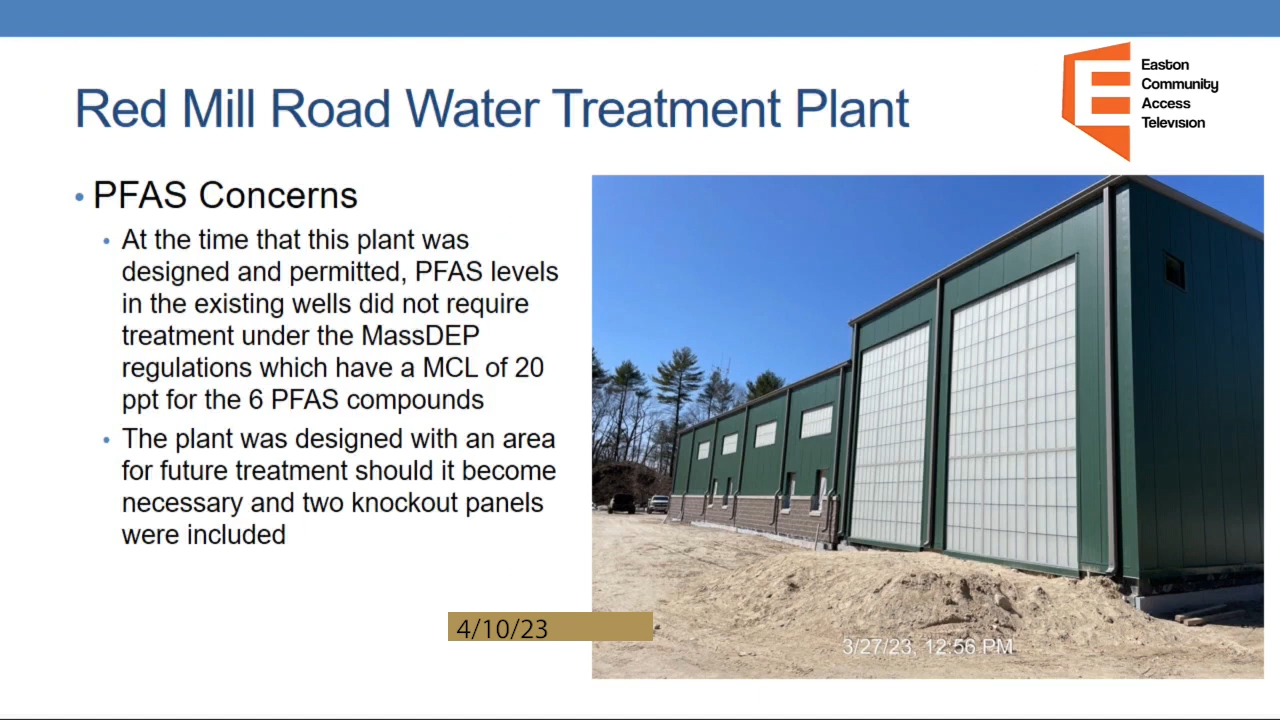 Red Mill Road Water Treatment Plant
Easton
Community
Access
Television
• PFAS Concerns
• At the time that this plant was
designed and permitted, PFAS levels
in the existing wells did not require
treatment under the MassDEP
regulations which have a MCL of 20
ppt for the 6 PFAS compounds
• The plant was designed with an area
for future treatment should it become
necessary and two knockout panels
were included
4/10/23
3/27/23, 12:56 PM